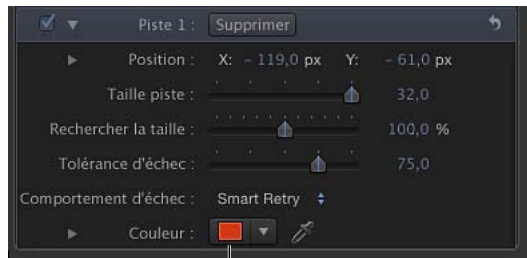 Piste 1 : Supprimer
Position : X: - 119,0 px Y: - 61,0 px
Taille piste : 32,0
Rechercher la taille : 100,0 %
Tolérance d'échec : 75,0
Comportement d'échec : Smart Retry
Couleur :